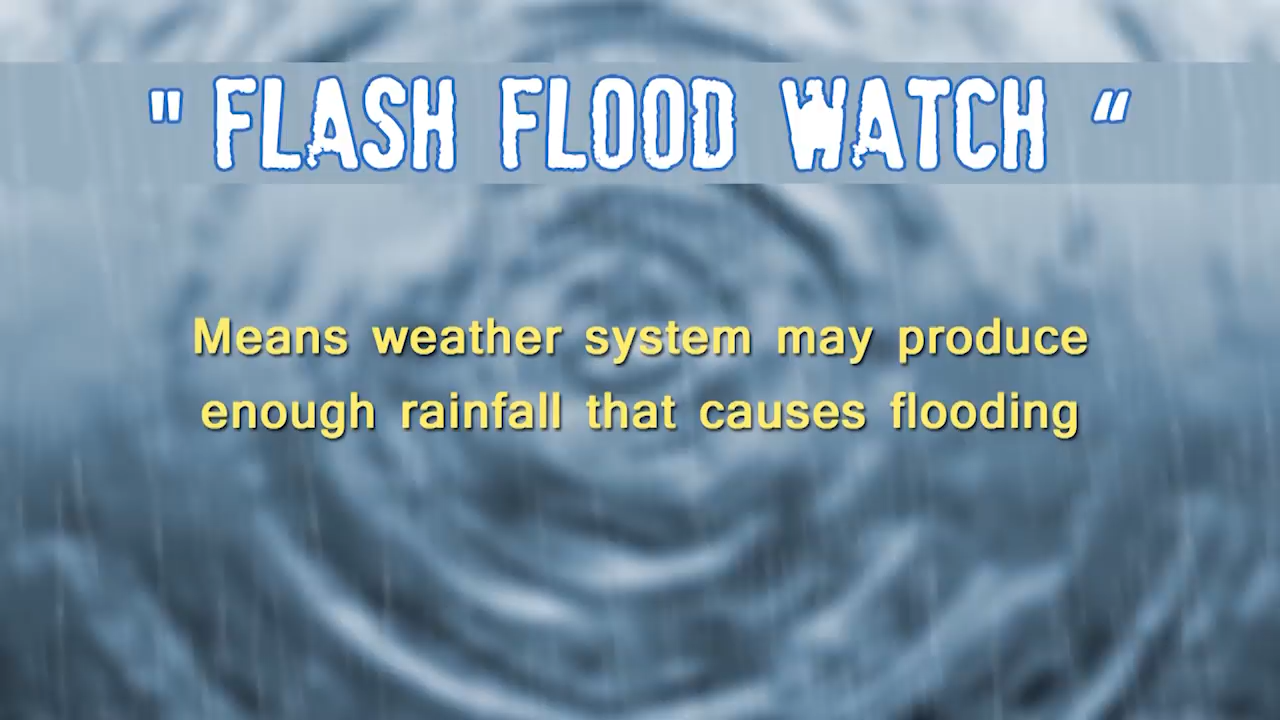 " FLASH FLOOD WATCH “
Means weather system may produce
enough rainfall that causes flooding